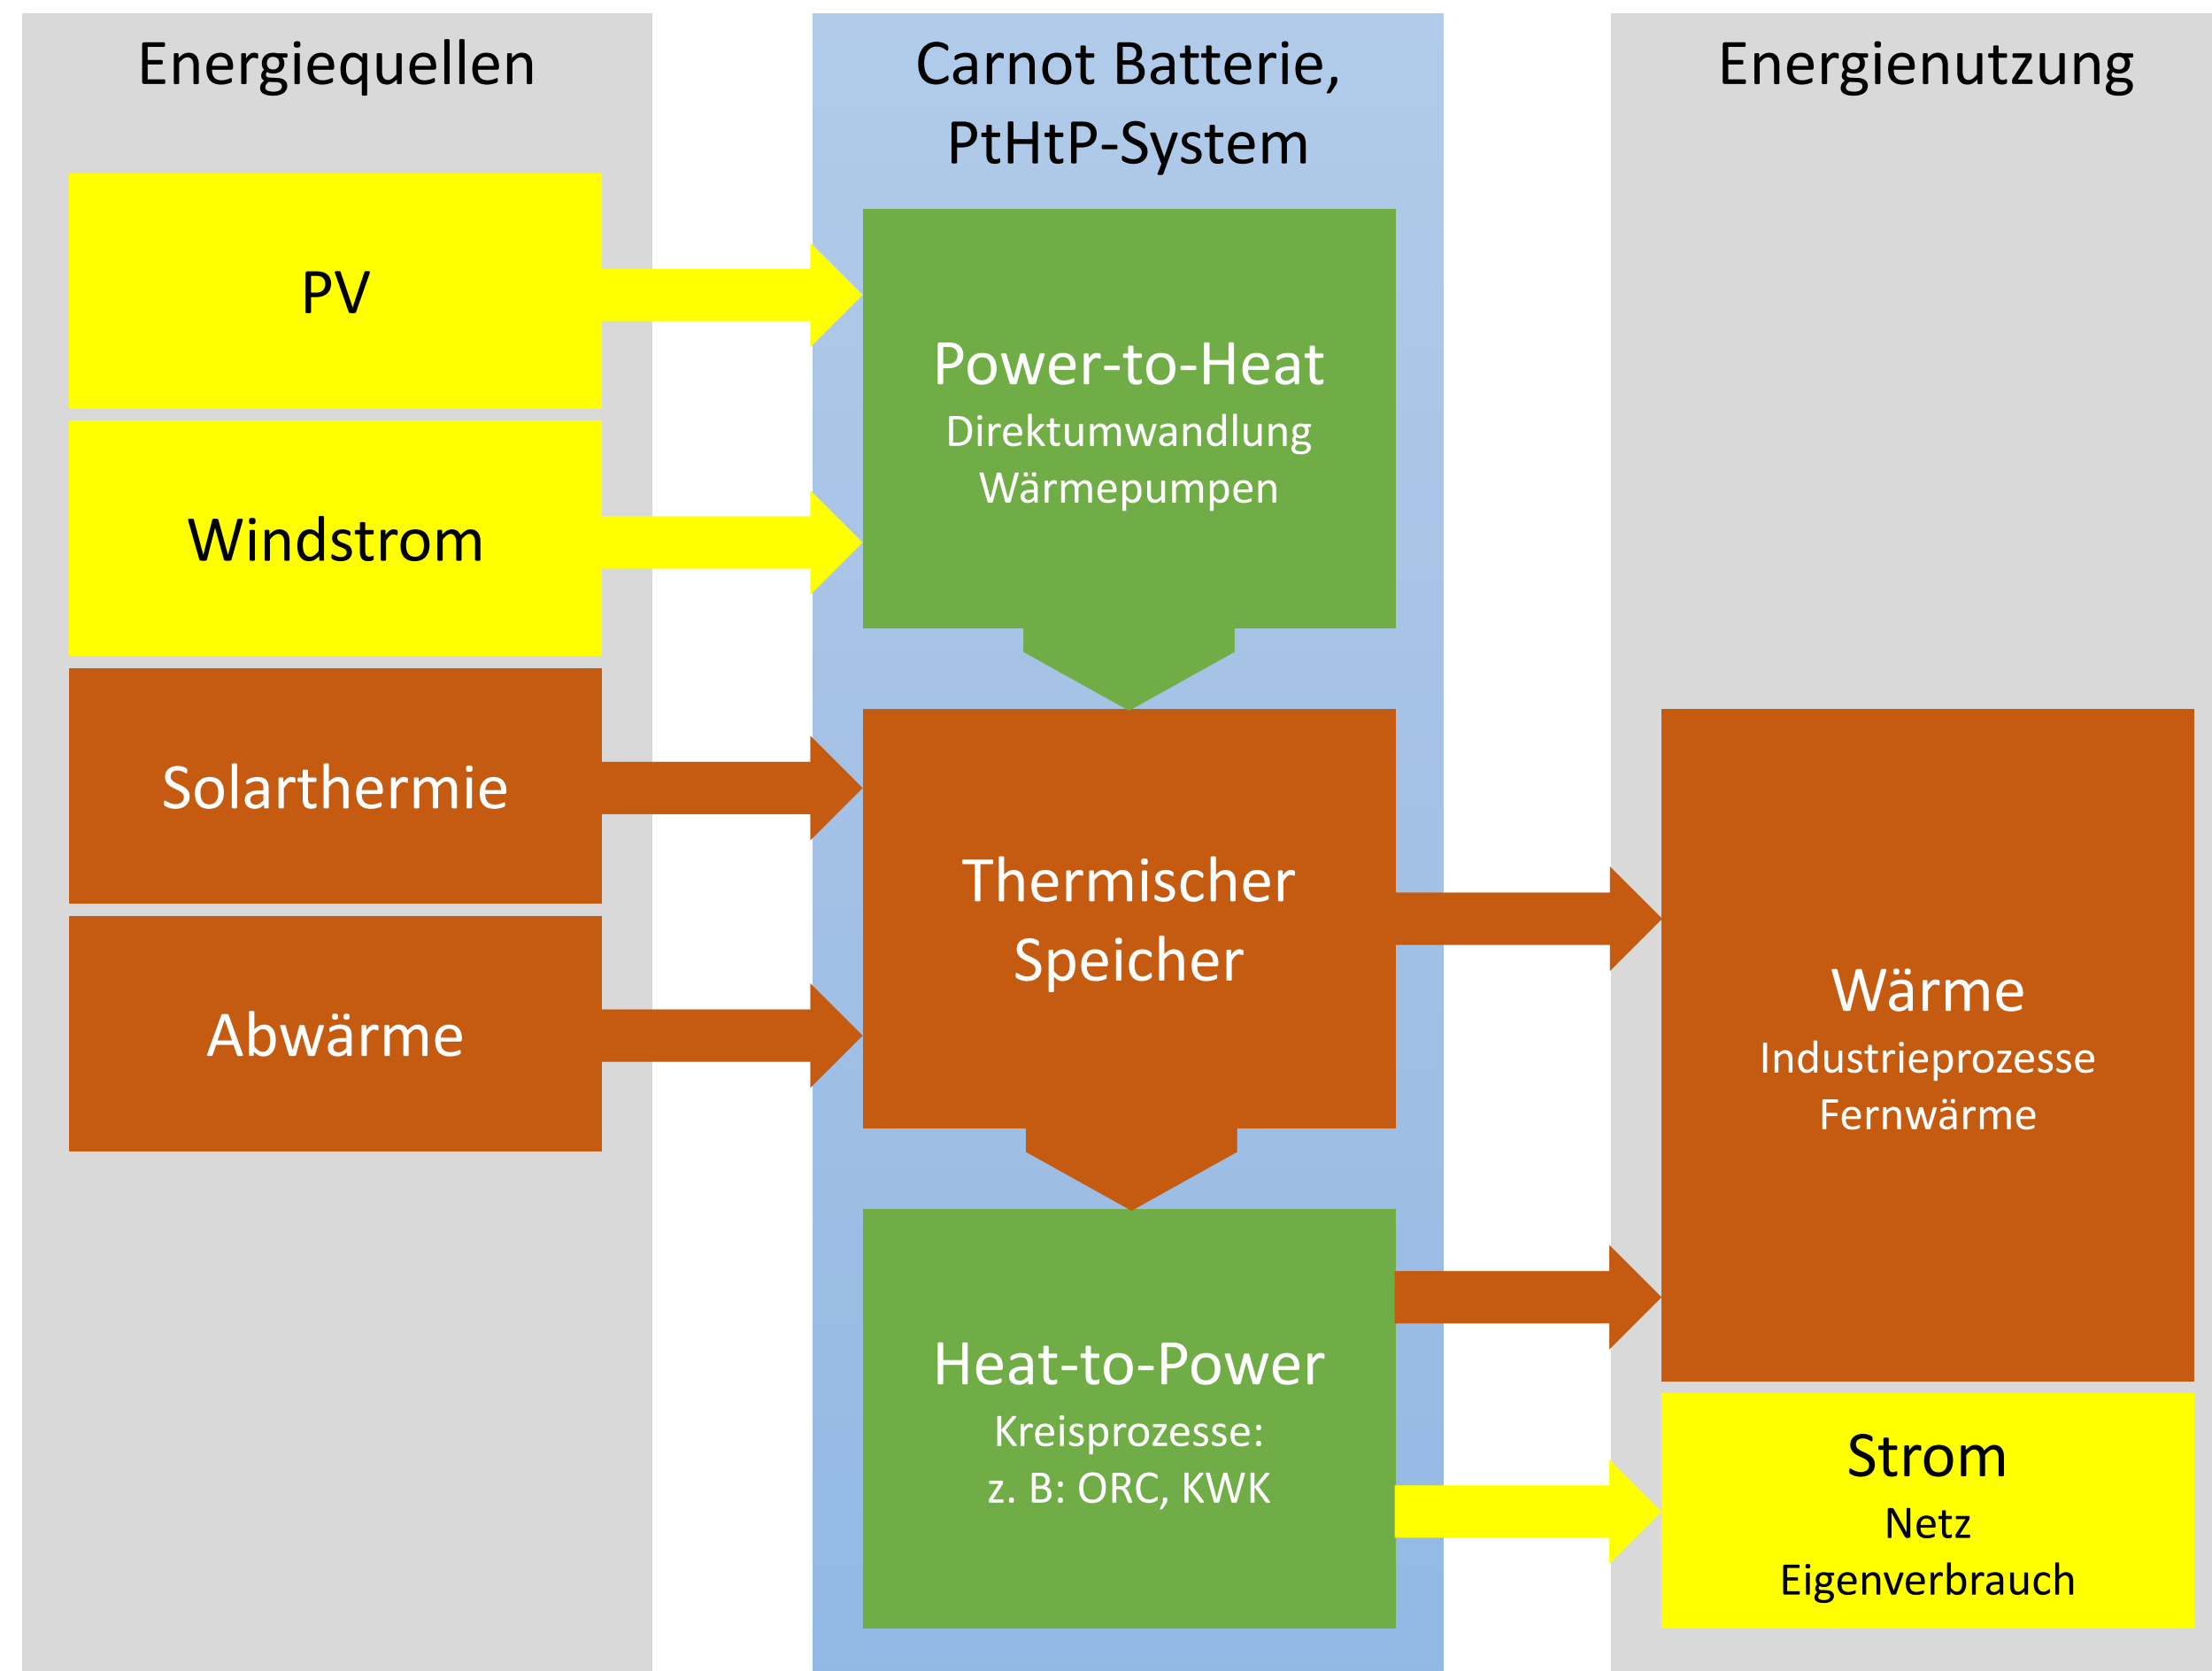 Energiequellen
PV
Windstrom
Solarthermie
Abwärme
Carnot Batterie,
PtHtP-System
Power-to-Heat
Direktumwandlung
Wärmepumpen
Thermischer
Speicher
Heat-to-Power
Kreisprozesse:
z. B: ORC, KWK
Energienutzung
Wärme
Industrieprozesse
Fernwärme
Strom
Netz
Eigenverbrauch